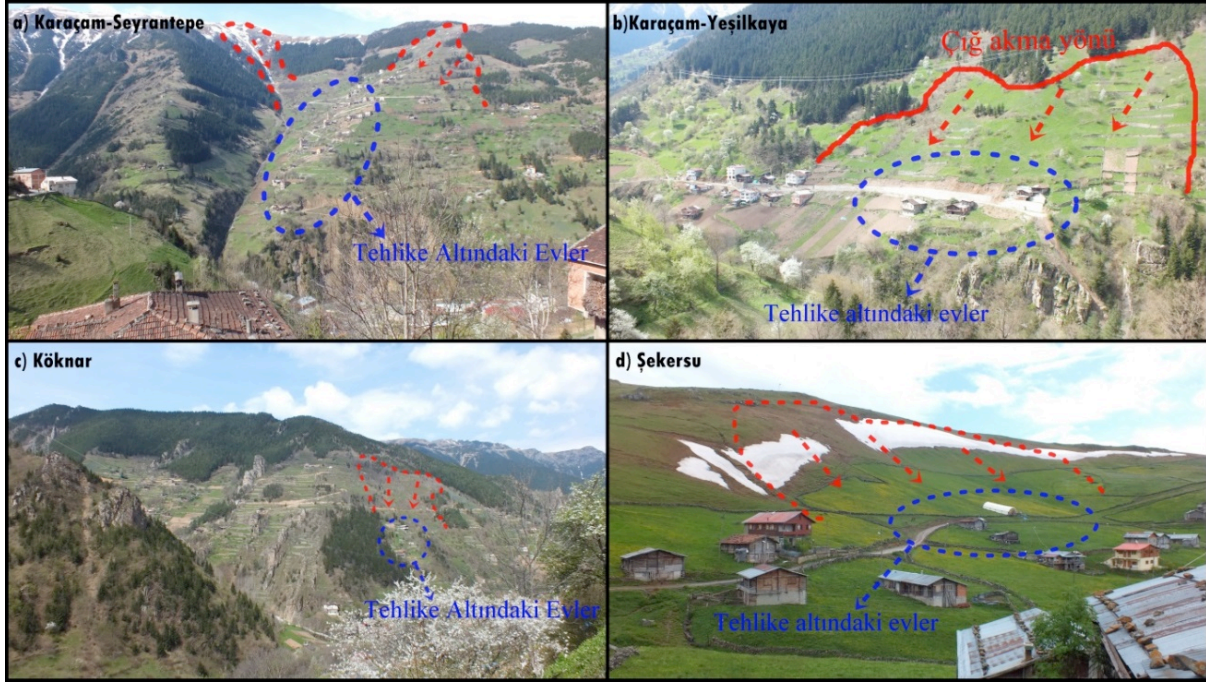 a) Karaçam-Seyrantepe
Tehlike Altındaki Evler
b)Karaçam-Yeşilkaya
Çığ akma yönü
Tehlike altındaki evler
c) Köknar
Tehlike Altındaki Evler
d) Şekersu
Tehlike altındaki evler